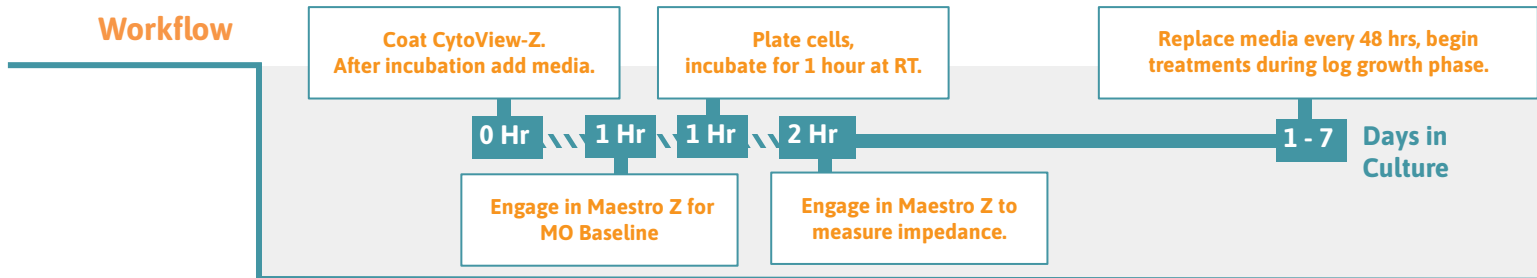 Workflow
Coat CytoView-Z.
After incubation add media.
Plate cells,
incubate for 1 hour at RT.
Replace media every 48 hrs, begin
treatments during log growth phase.
0 Hr
1 Hr
1 Hr
2 Hr
1 - 7
Days in
Culture
Engage in Maestro Z for
MO Baseline
Engage in Maestro Z to
measure impedance.